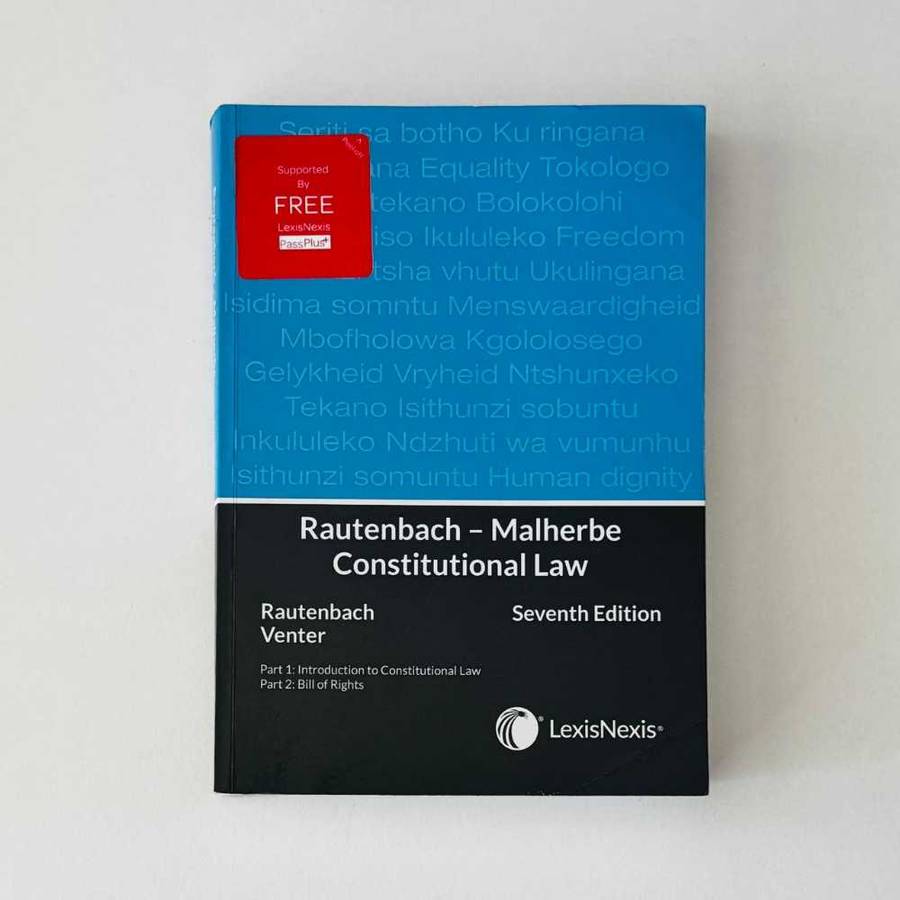 Seriti sa botho Ku ringana
ana Equality Tokologo
tekano Bolokolohi
iso Ikululeko Freedom
tsha vhutu Ukulingana
Isidima somntu Menswaardigheid
Mbofholowa Kgololosego
Gelykheid Vryheid Ntshunxeko
Tekano Isithunzi sobuntu
Inkululeko Ndzhuti wa vumunhu
Isithunzi somuntu Human dignity
Supported
By
FREE
LexisNexis
PassPlus+
Rautenbach – Malherbe
Constitutional Law
Rautenbach
Venter
Seventh Edition
Part 1: Introduction to Constitutional Law
Part 2: Bill of Rights
LexisNexis®